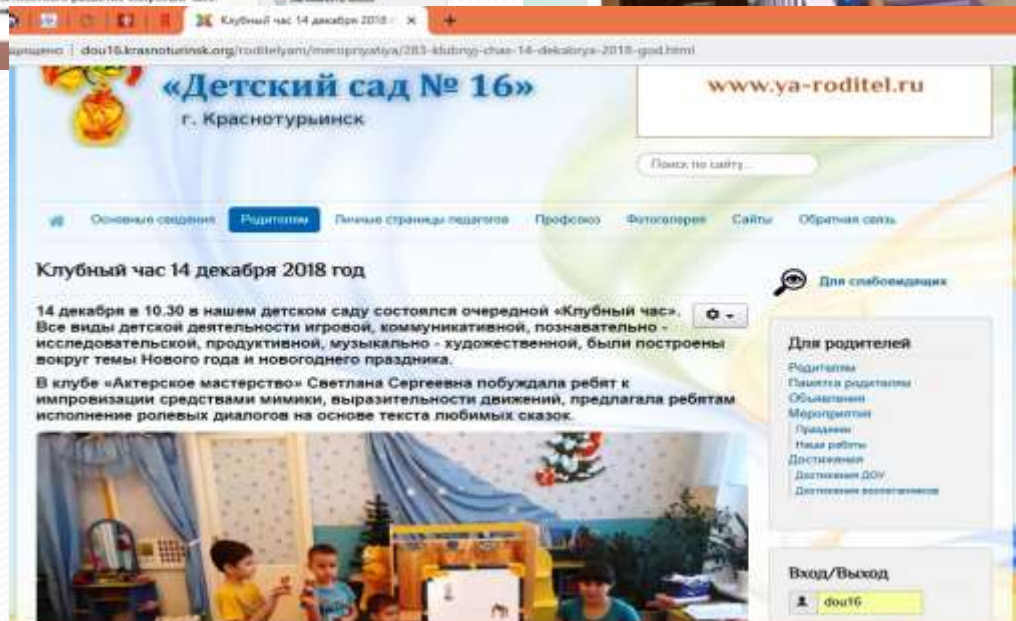 Клубный час 14 декабря 2018 г
dou16.krasnoturinsk.org/roditelyam/meropriyatiya/283-klubnyj-chas-14-dekabrya-2018-god.html
«Детский сад № 16»
г. Краснотурьинск
www.ya-roditel.ru
Поиск по сайту...
Основные сведения Родителям Личные страницы педагогов Профсоюз Фотогалерея Сайты Обратная связь
Клубный час 14 декабря 2018 год
14 декабря в 10.30 в нашем детском саду состоялся очередной «Клубный час».
Все виды детской деятельности игровой, коммуникативной, познавательно -
исследовательской, продуктивной, музыкально - художественной, были построены
вокруг темы Нового года и новогоднего праздника.
В клубе «Актерское мастерство» Светлана Сергеевна побуждала ребят к
импровизации средствами мимики, выразительности движений, предлагала ребятам
исполнение ролевых диалогов на основе текста любимых сказок.
Для слабовидящих
Для родителей
Родителям
Памятка родителям
Объявления
Мероприятия
Праздники
Наши работы
Достижения
Достижения ДОУ
Достижения воспитанников
Вход/Выход
dou16